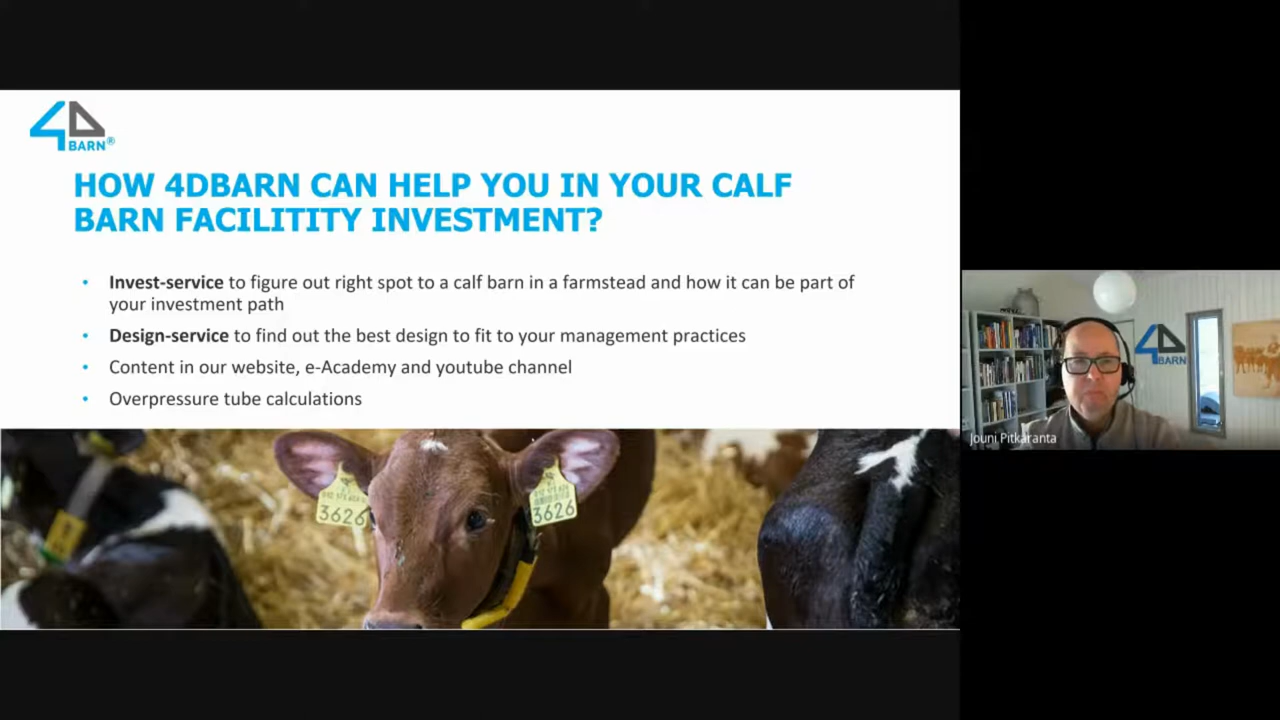 4D
BARN®
HOW 4DBARN CAN HELP YOU IN YOUR CALF
BARN FACILITITY INVESTMENT?
• Invest-service to figure out right spot to a calf barn in a farmstead and how it can be part of
your investment path
• Design-service to find out the best design to fit to your management practices
• Content in our website, e-Academy and youtube channel
• Overpressure tube calculations
3626
3626
4D
BARN
Jouni Pitkäranta